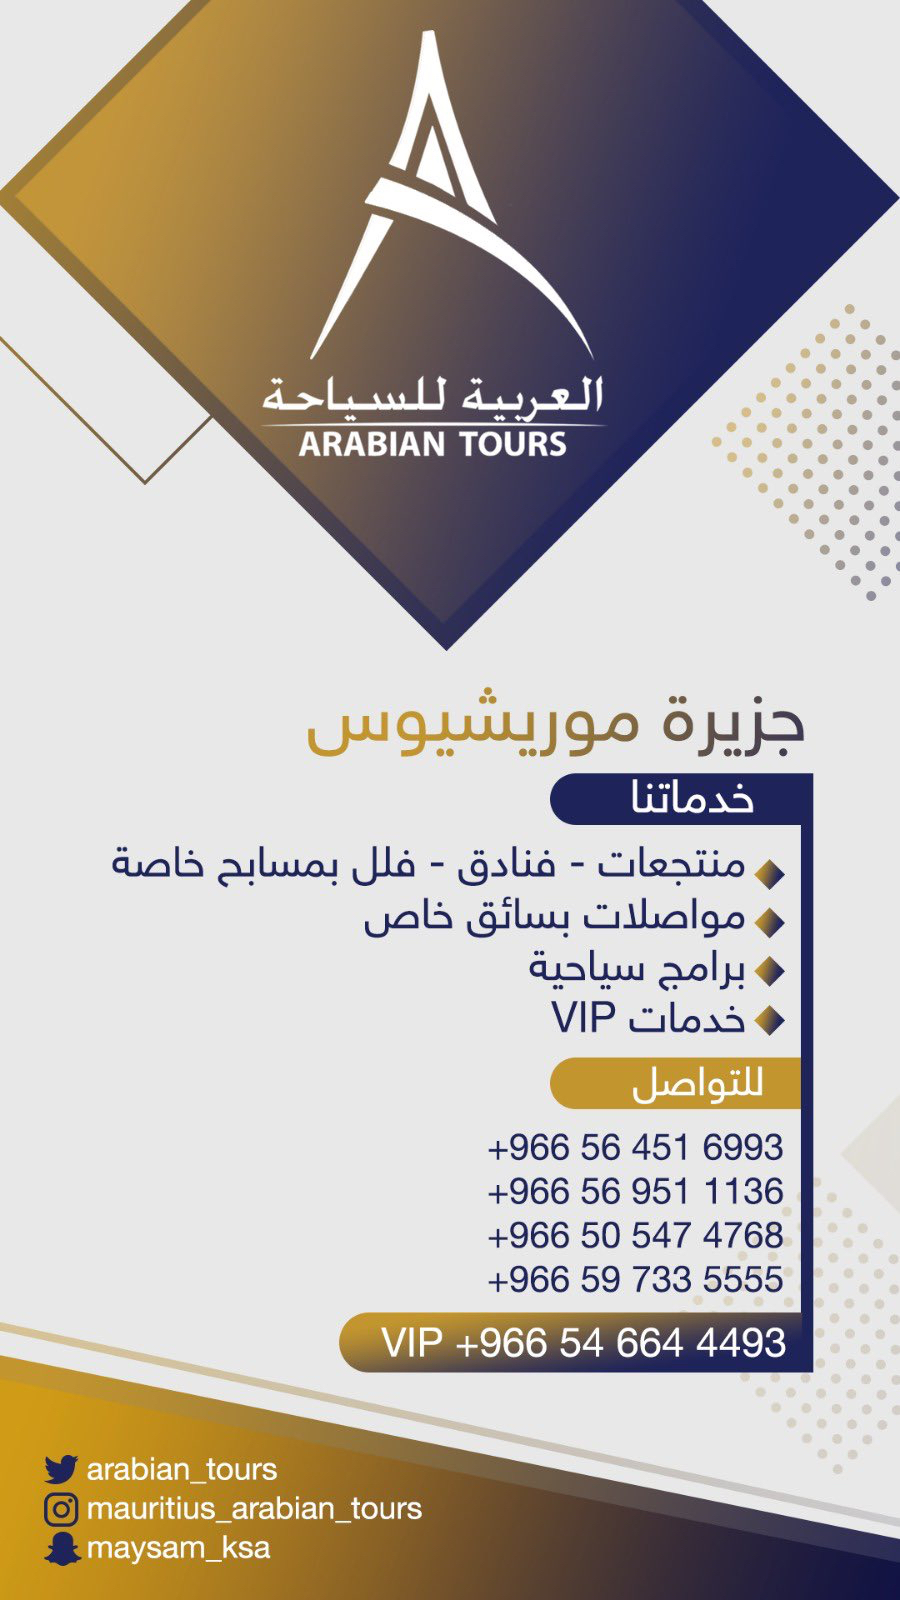 العربية للسياحة
ARABIAN TOURS
جزيرة موريشيوس
خدماتنا
منتجعات - فنادق - فلل بمسابح خاصة
مواصلات بسائق خاص
برامج سياحية
خدمات VIP
للتواصل
+966 56 451 6993
+966 56 951 1136
+966 50 547 4768
+966 59 733 5555
VIP +966 54 664 4493
arabian_tours
mauritius_arabian_tours
maysam_ksa